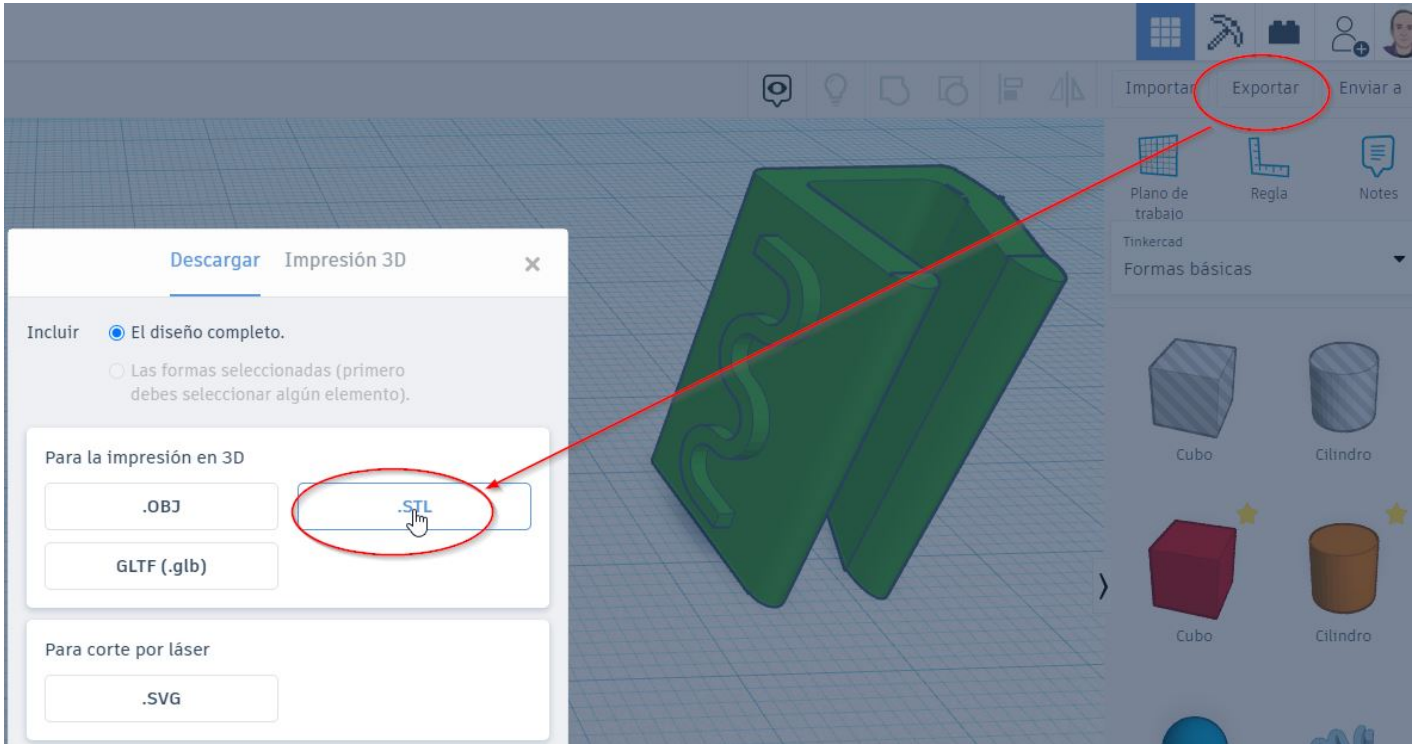 Importar Exportar Enviar a
Plano de
trabajo
Regla
Notes
Tinkercad
Formas básicas
Cubo
Cilindro
Cubo
Cilindro
Descargar Impresión 3D
Incluir El diseño completo.
Las formas seleccionadas (primero
debes seleccionar algún elemento).
Para la impresión en 3D
.OBJ
.STL
GLTF (.glb)
Para corte por láser
.SVG